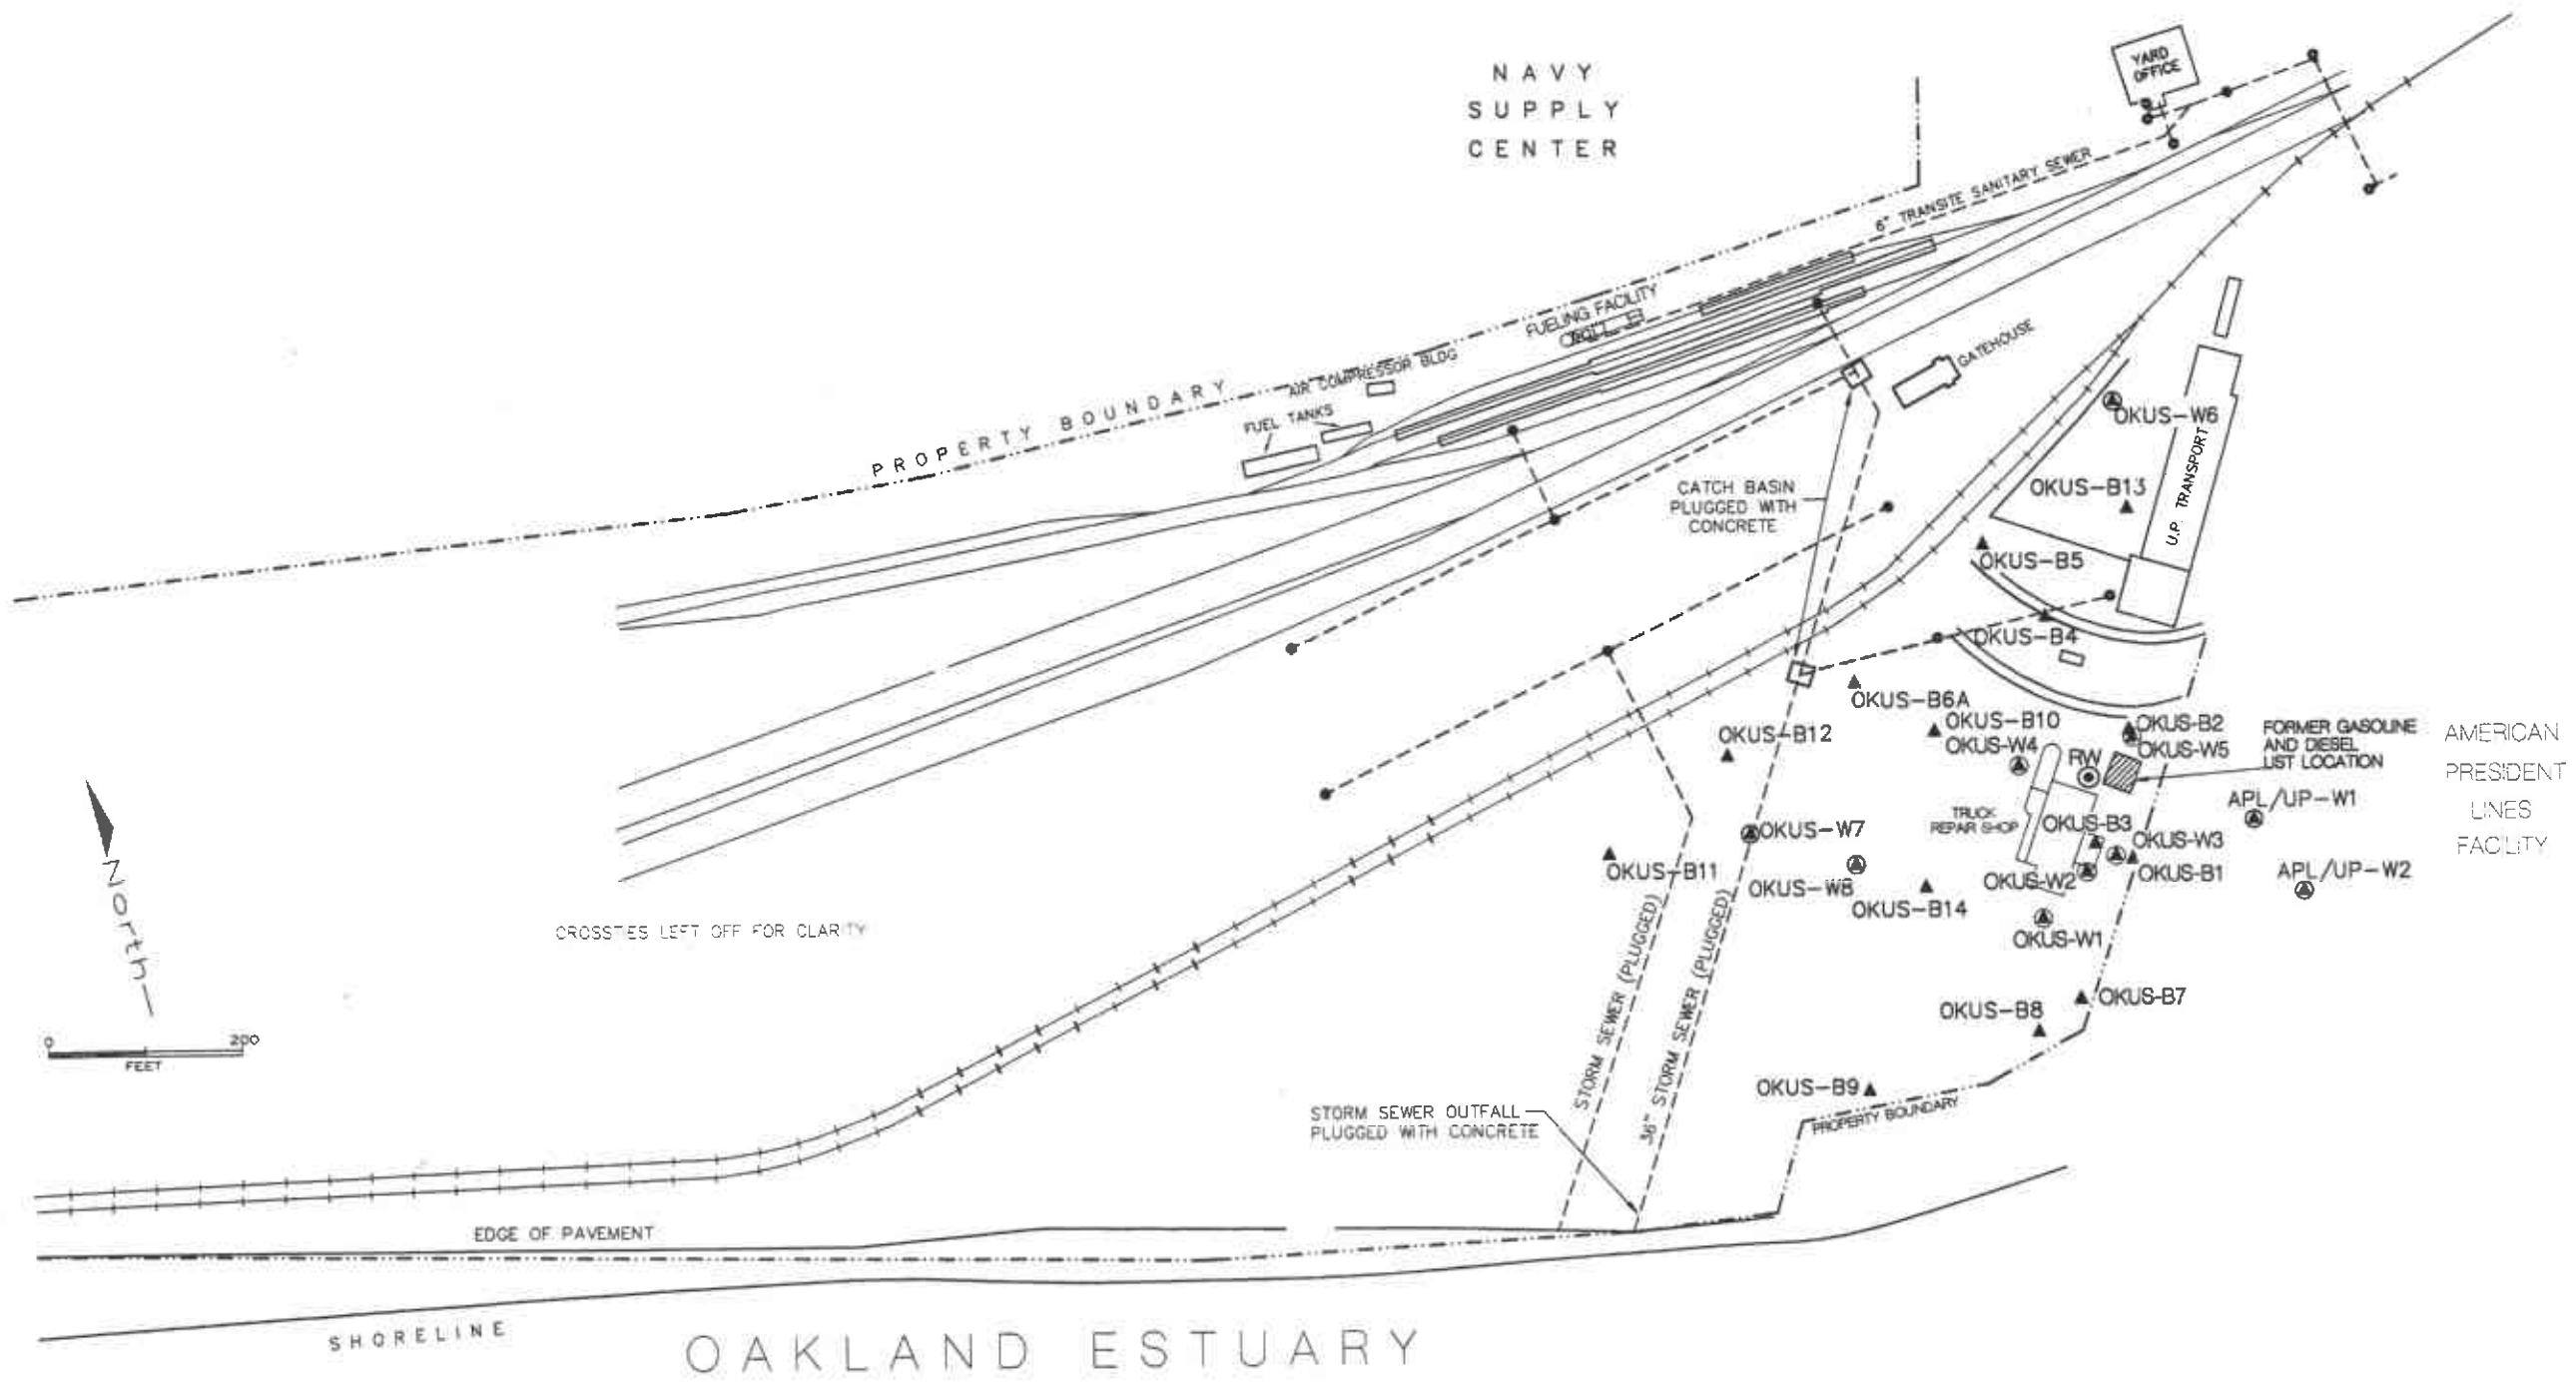 NAVY
SUPPLY
CENTER
YARD
OFFICE
6" TRANSITE SANITARY SEWER
FUELING FACILITY
GATEHOUSE
AIR COMPRESSOR BLDG
PROPERTY BOUNDARY
FUEL TANKS
OKUS-W6
U.P. TRANSPORT
CATCH BASIN
PLUGGED WITH
CONCRETE
OKUS-B13
OKUS-B5
OKUS-B4
OKUS-B6A
OKUS-B10
OKUS-B12
OKUS-W4
RW
OKUS-B2
OKUS-W5
FORMER GASOLINE
AND DIESEL
UST LOCATION
AMERICAN
PRESIDENT
LINES
FACILITY
APL/UP-W1
TRUCK
REPAIR SHOP
OKUS-B3
OKUS-W3
OKUS-W7
OKUS-B11
OKUS-W8
OKUS-W2
OKUS-B1
APL/UP-W2
OKUS-B14
OKUS-W1
CROSSTIES LEFT OFF FOR CLARITY
North
STORM SEWER (PLUGGED)
36" STORM SEWER (PLUGGED)
OKUS-B7
OKUS-B8
0 200
FEET
OKUS-B9
STORM SEWER OUTFALL
PLUGGED WITH CONCRETE
PROPERTY BOUNDARY
EDGE OF PAVEMENT
SHORELINE
OAKLAND ESTUARY